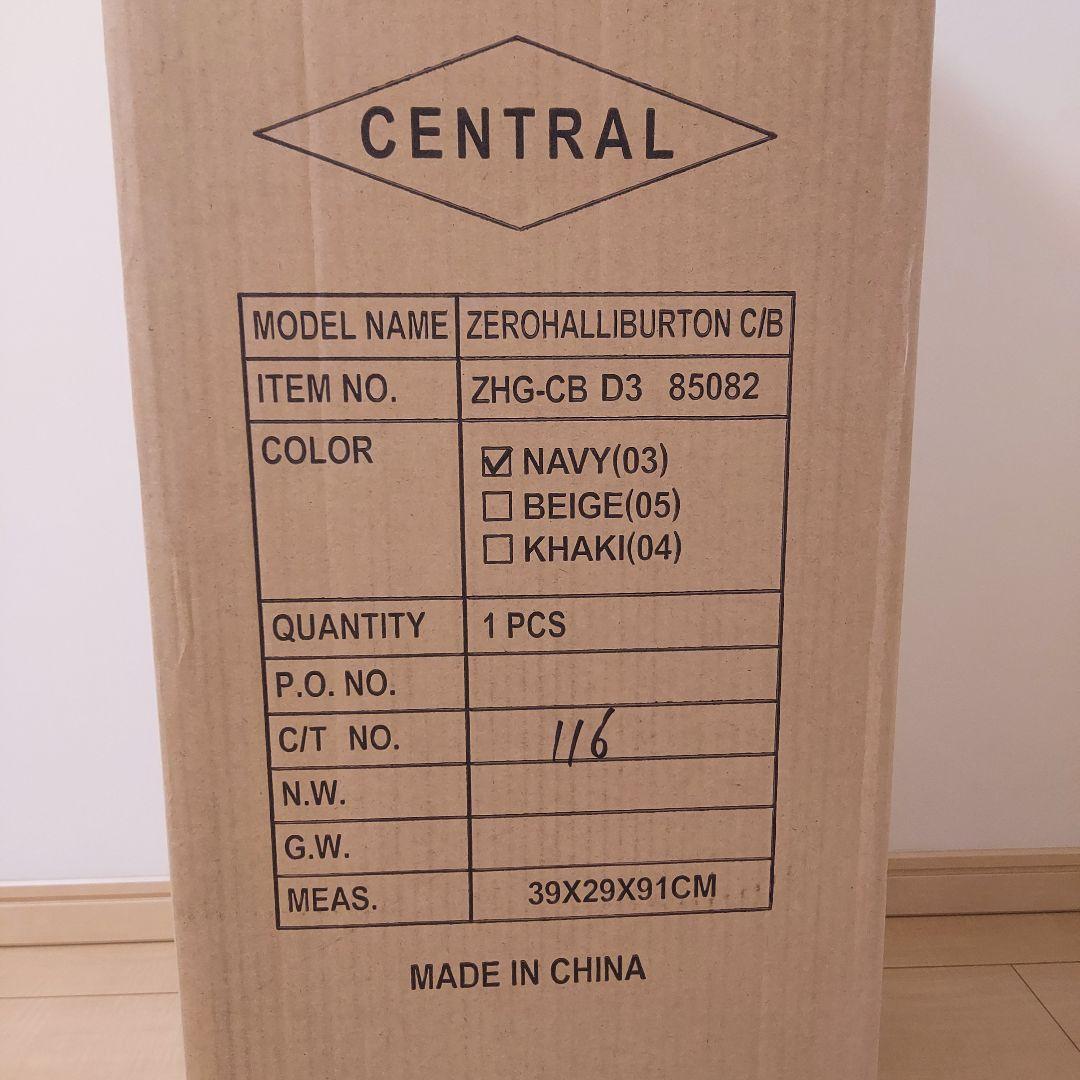 CENTRAL
MODEL NAME ZEROHALLIBURTON C/B
ITEM NO. ZHG-CB D3 85082
COLOR ☑ NAVY(03)
☐ BEIGE(05)
☐ KHAKI(04)
QUANTITY 1 PCS
P.O. NO.
C/T NO. 116
N.W.
G.W.
MEAS. 39X29X91CM
MADE IN CHINA